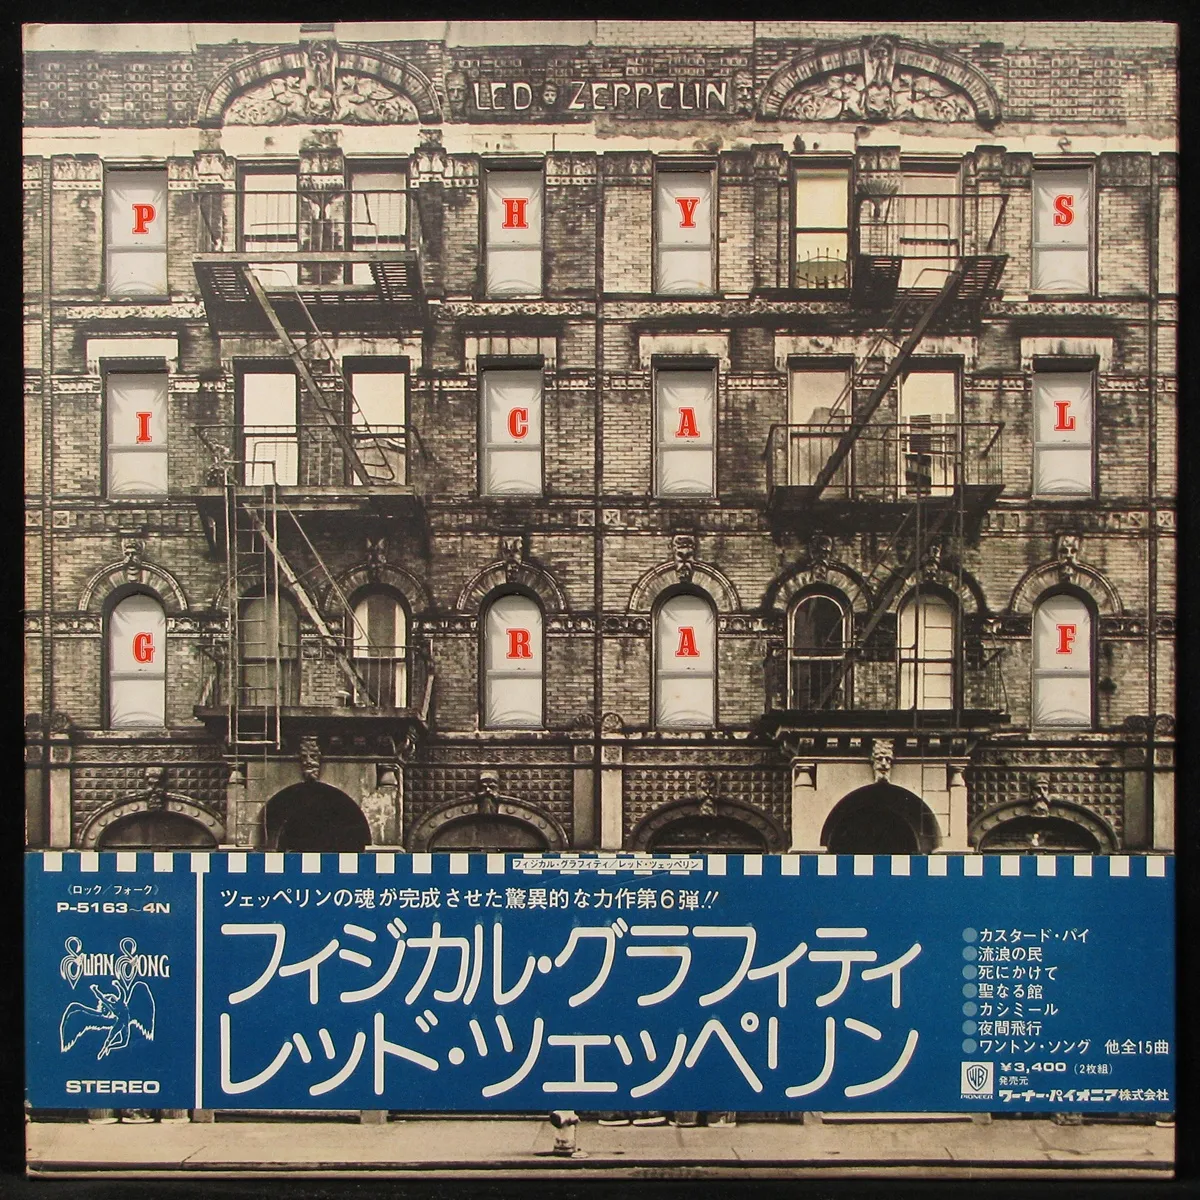 LED ZEPPELIN
P H Y S
I C A L
G R A F
フィジカル・グラフィティ/レッド・ツェッペリン
《ロック/フォーク》
P-5163~4N
SWAN SONG
STEREO
ツェッペリンの魂が完成させた驚異的な力作第6弾!!
フィジカル・グラフィティ
レッド・ツェッペリン
カスタード・パイ
流浪の民
死にかけて
聖なる館
カシミール
夜間飛行
ワントン・ソング 他全15曲
¥3,400(2枚組)
発売元
WB
PIONEER
ワーナー・パイオニア株式会社